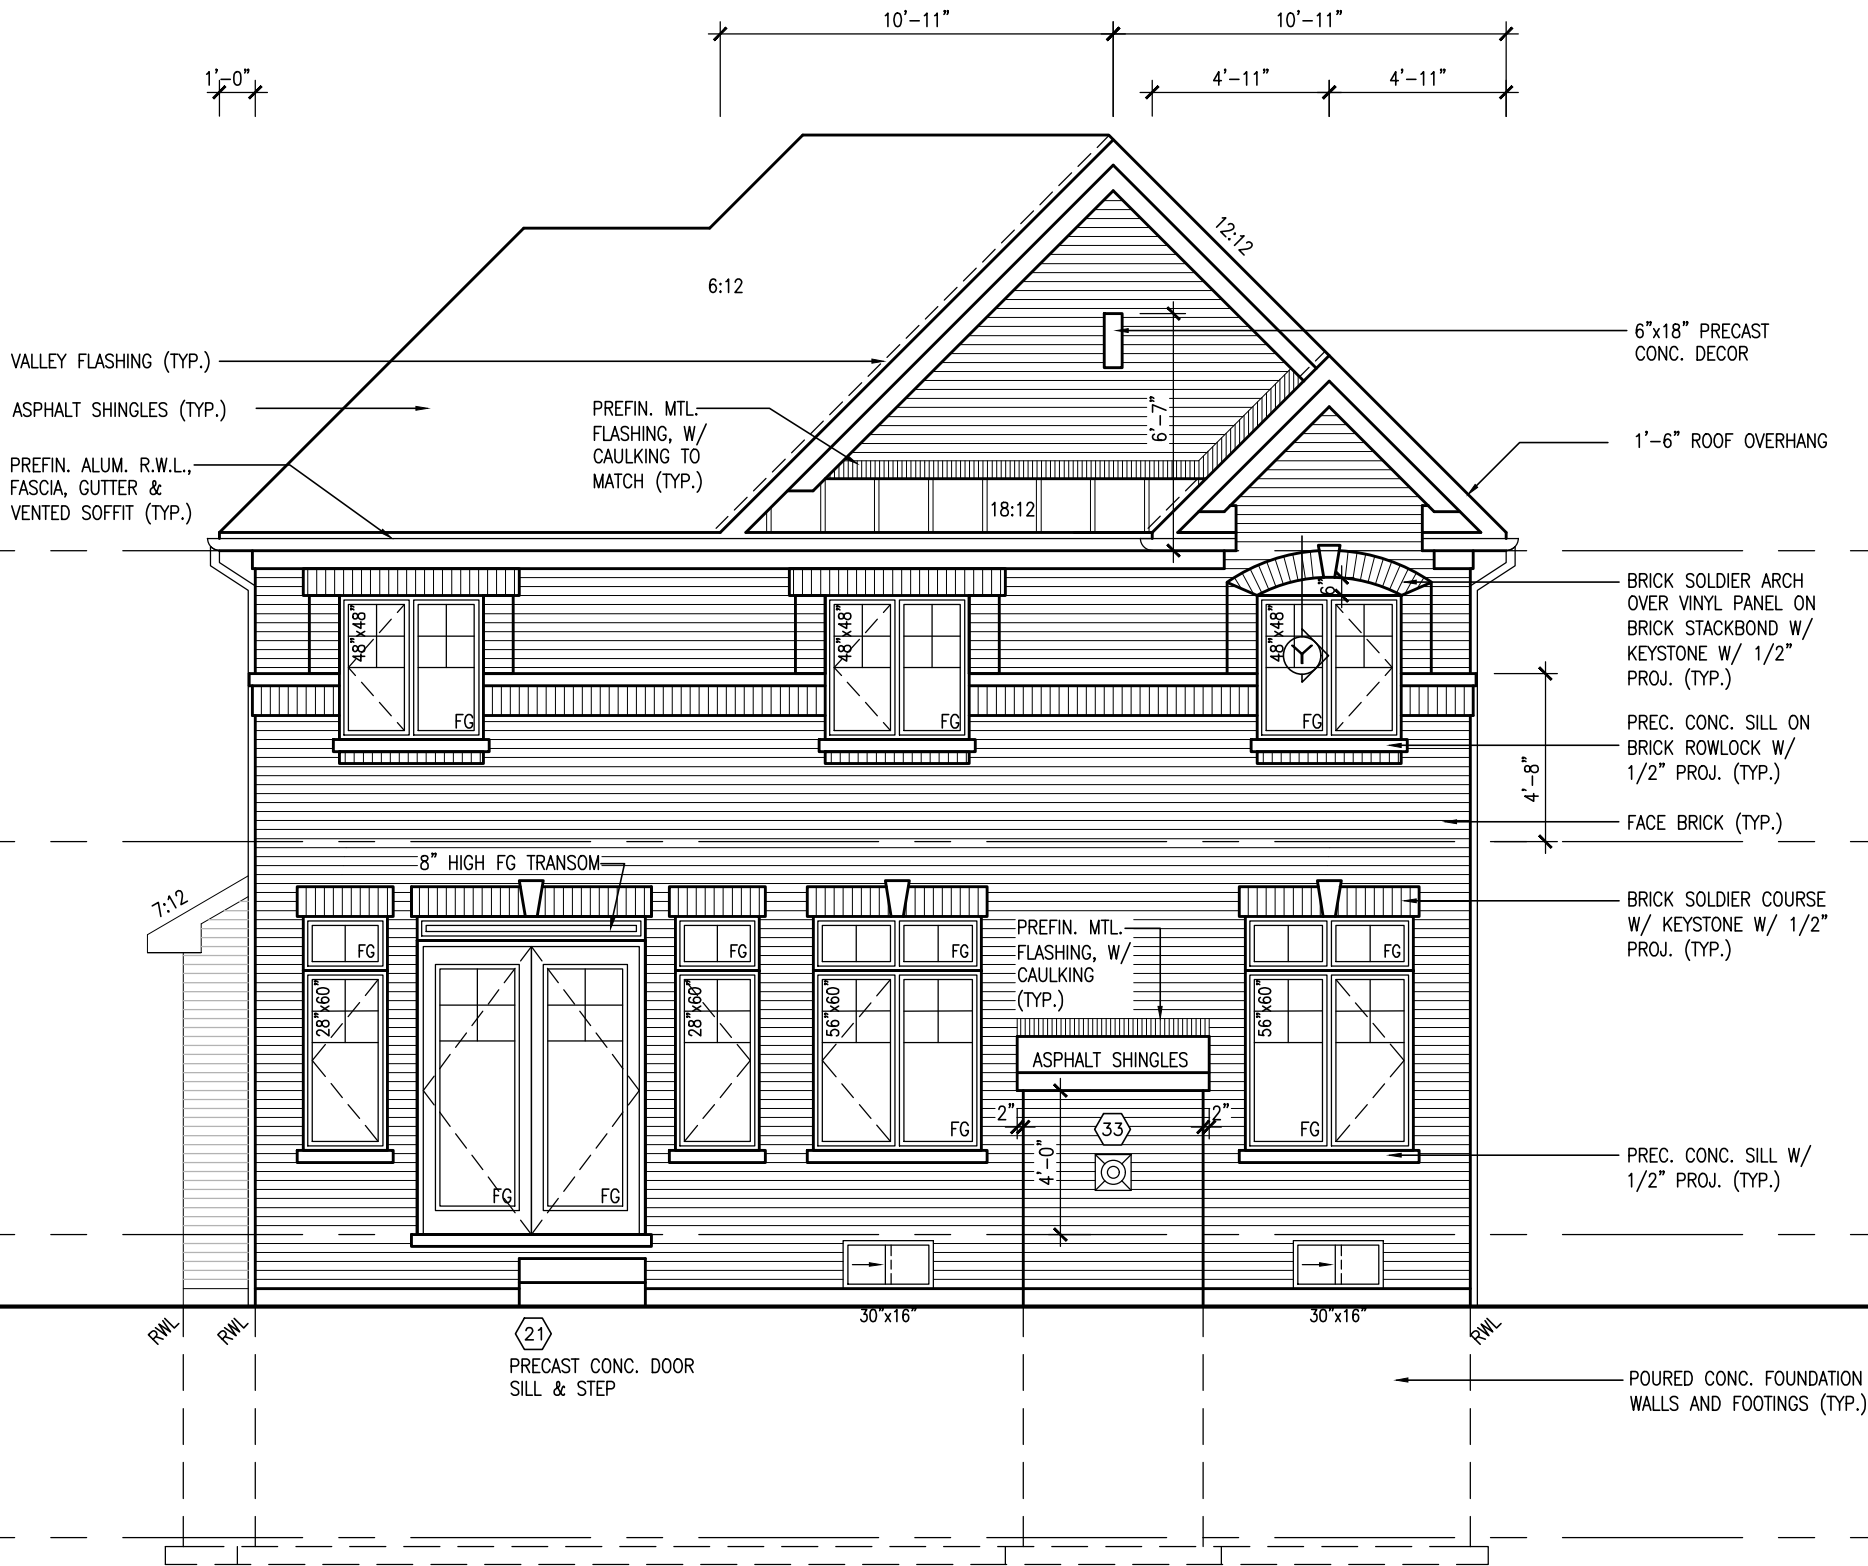 10'-11"
10'-11"
1'-0"
4'-11"
4'-11"
12:12
6:12
VALLEY FLASHING (TYP.)
ASPHALT SHINGLES (TYP.)
PREFIN. ALUM. R.W.L.,
FASCIA, GUTTER &
VENTED SOFFIT (TYP.)
PREFIN. MTL.
FLASHING, W/
CAULKING TO
MATCH (TYP.)
6'-7"
18:12
6"x18" PRECAST
CONC. DECOR
1'-6" ROOF OVERHANG
BRICK SOLDIER ARCH
OVER VINYL PANEL ON
BRICK STACKBOND W/
KEYSTONE W/ 1/2"
PROJ. (TYP.)
6"
48"x48"
48"x48"
48"x48"
Y
FG
FG
FG
PREC. CONC. SILL ON
BRICK ROWLOCK W/
1/2" PROJ. (TYP.)
4'-8"
FACE BRICK (TYP.)
8" HIGH FG TRANSOM
7:12
BRICK SOLDIER COURSE
W/ KEYSTONE W/ 1/2"
PROJ. (TYP.)
PREFIN. MTL.
FLASHING, W/
CAULKING
(TYP.)
FG
FG
FG
FG
28"x60"
28"x60"
56"x60"
56"x60"
ASPHALT SHINGLES
2"
2"
33
4'-0"
FG
FG
FG
FG
PREC. CONC. SILL W/
1/2" PROJ. (TYP.)
30"x16"
30"x16"
RWL
RWL
RWL
21
PRECAST CONC. DOOR
SILL & STEP
POURED CONC. FOUNDATION
WALLS AND FOOTINGS (TYP.)